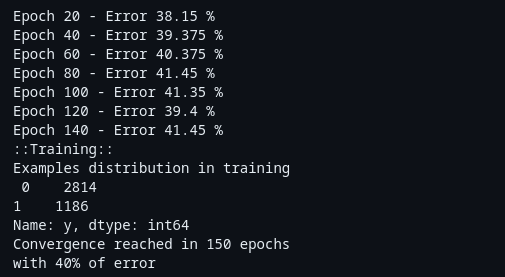 Epoch 20 - Error 38.15 %
Epoch 40 - Error 39.375 %
Epoch 60 - Error 40.375 %
Epoch 80 - Error 41.45 %
Epoch 100 - Error 41.35 %
Epoch 120 - Error 39.4 %
Epoch 140 - Error 41.45 %
::Training::
Examples distribution in training
 0    2814
1    1186
Name: y, dtype: int64
Convergence reached in 150 epochs
with 40% of error